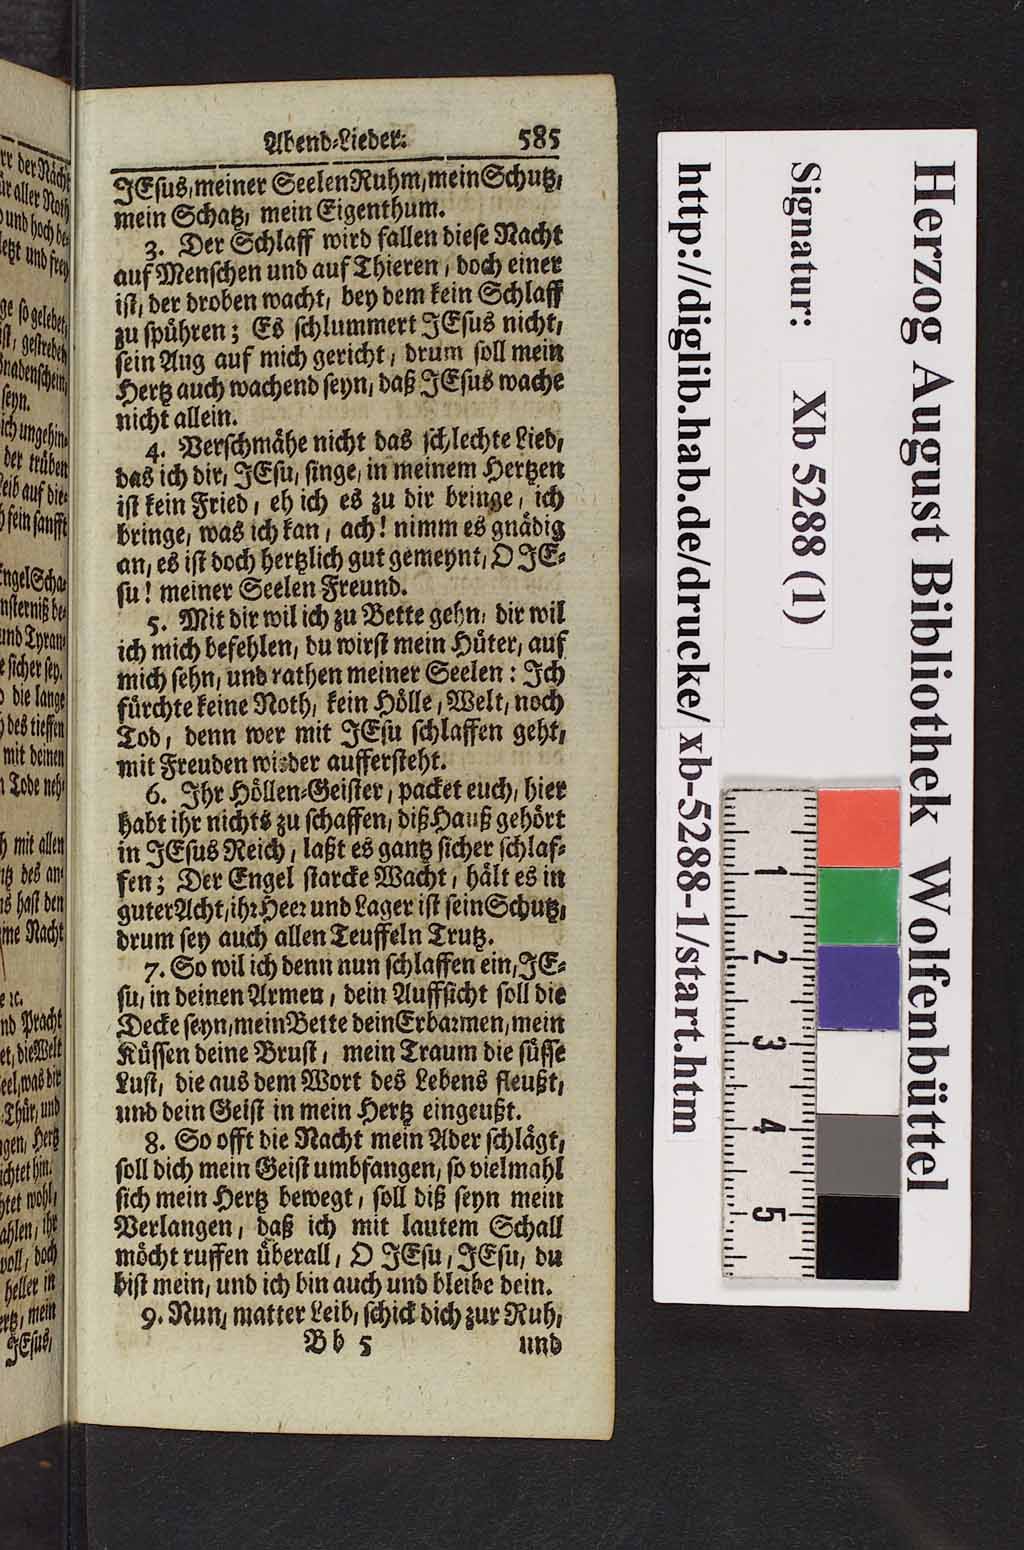 Abend-Lieder. 585
JEsus, meiner Seelen Ruhm, mein Schutz,
mein Schatz, mein Eigenthum.
3. Der Schlaff wird fallen diese Nacht
auf Menschen und auf Thieren, doch einer
ist, der droben wacht, bey dem kein Schlaff
zu spühren; Es schlummert JEsus nicht,
sein Aug auf mich gericht, drum soll mein
Hertz auch wachend seyn, daß JEsus wache
nicht allein.
4. Verschmähe nicht das schlechte Lied,
das ich dir, JEsu, singe, in meinem Hertzen
ist kein Fried, eh ich es zu dir bringe, ich
bringe, was ich kan, ach! nimm es gnädig
an, es ist doch hertzlich gut gemeynt, O JE-
su! meiner Seelen Freund.
5. Mit dir wil ich zu Bette gehn, dir wil
ich mich befehlen, du wirst mein Hüter, auf
mich sehn, und rathen meiner Seelen: Ich
fürchte keine Noth, kein Hölle, Welt, noch
Tod, denn wer mit JEsu schlaffen geht,
mit Freuden wieder auffersteht.
6. Ihr Höllen-Geister, packet euch, hier
habt ihr nichts zu schaffen, diß Hauß gehört
in JEsus Reich, laßt es gantz sicher schlaf-
fen; Der Engel starcke Wacht, hält es in
guter Acht, ihr Heer und Lager ist sein Schutz,
drum sey auch allen Teuffeln Trutz.
7. So wil ich denn nun schlaffen ein, JE-
su, in deinen Armen, dein Auffsicht soll die
Decke seyn, mein Bette dein Erbarmen, mein
Küssen deine Brust, mein Traum die süsse
Lust, die aus dem Wort des Lebens fleußt,
und dein Geist in mein Hertz eingeußt.
8. So offt die Nacht mein Ader schlägt,
soll dich mein Geist umbfangen, so vielmahl
sich mein Hertz bewegt, soll diß seyn mein
Verlangen, daß ich mit lautem Schall
möcht ruffen überall, O JEsu, JEsu, du
bist mein, und ich bin auch und bleibe dein.
9. Nun, matter Leib, schick dich zur Ruh,
Bb 5 und
Herzog August Bibliothek Wolfenbüttel
Signatur: Xb 5288 (1)
http://diglib.hab.de/drucke/ xb-5288-1/start.htm
1
2
3
4
5